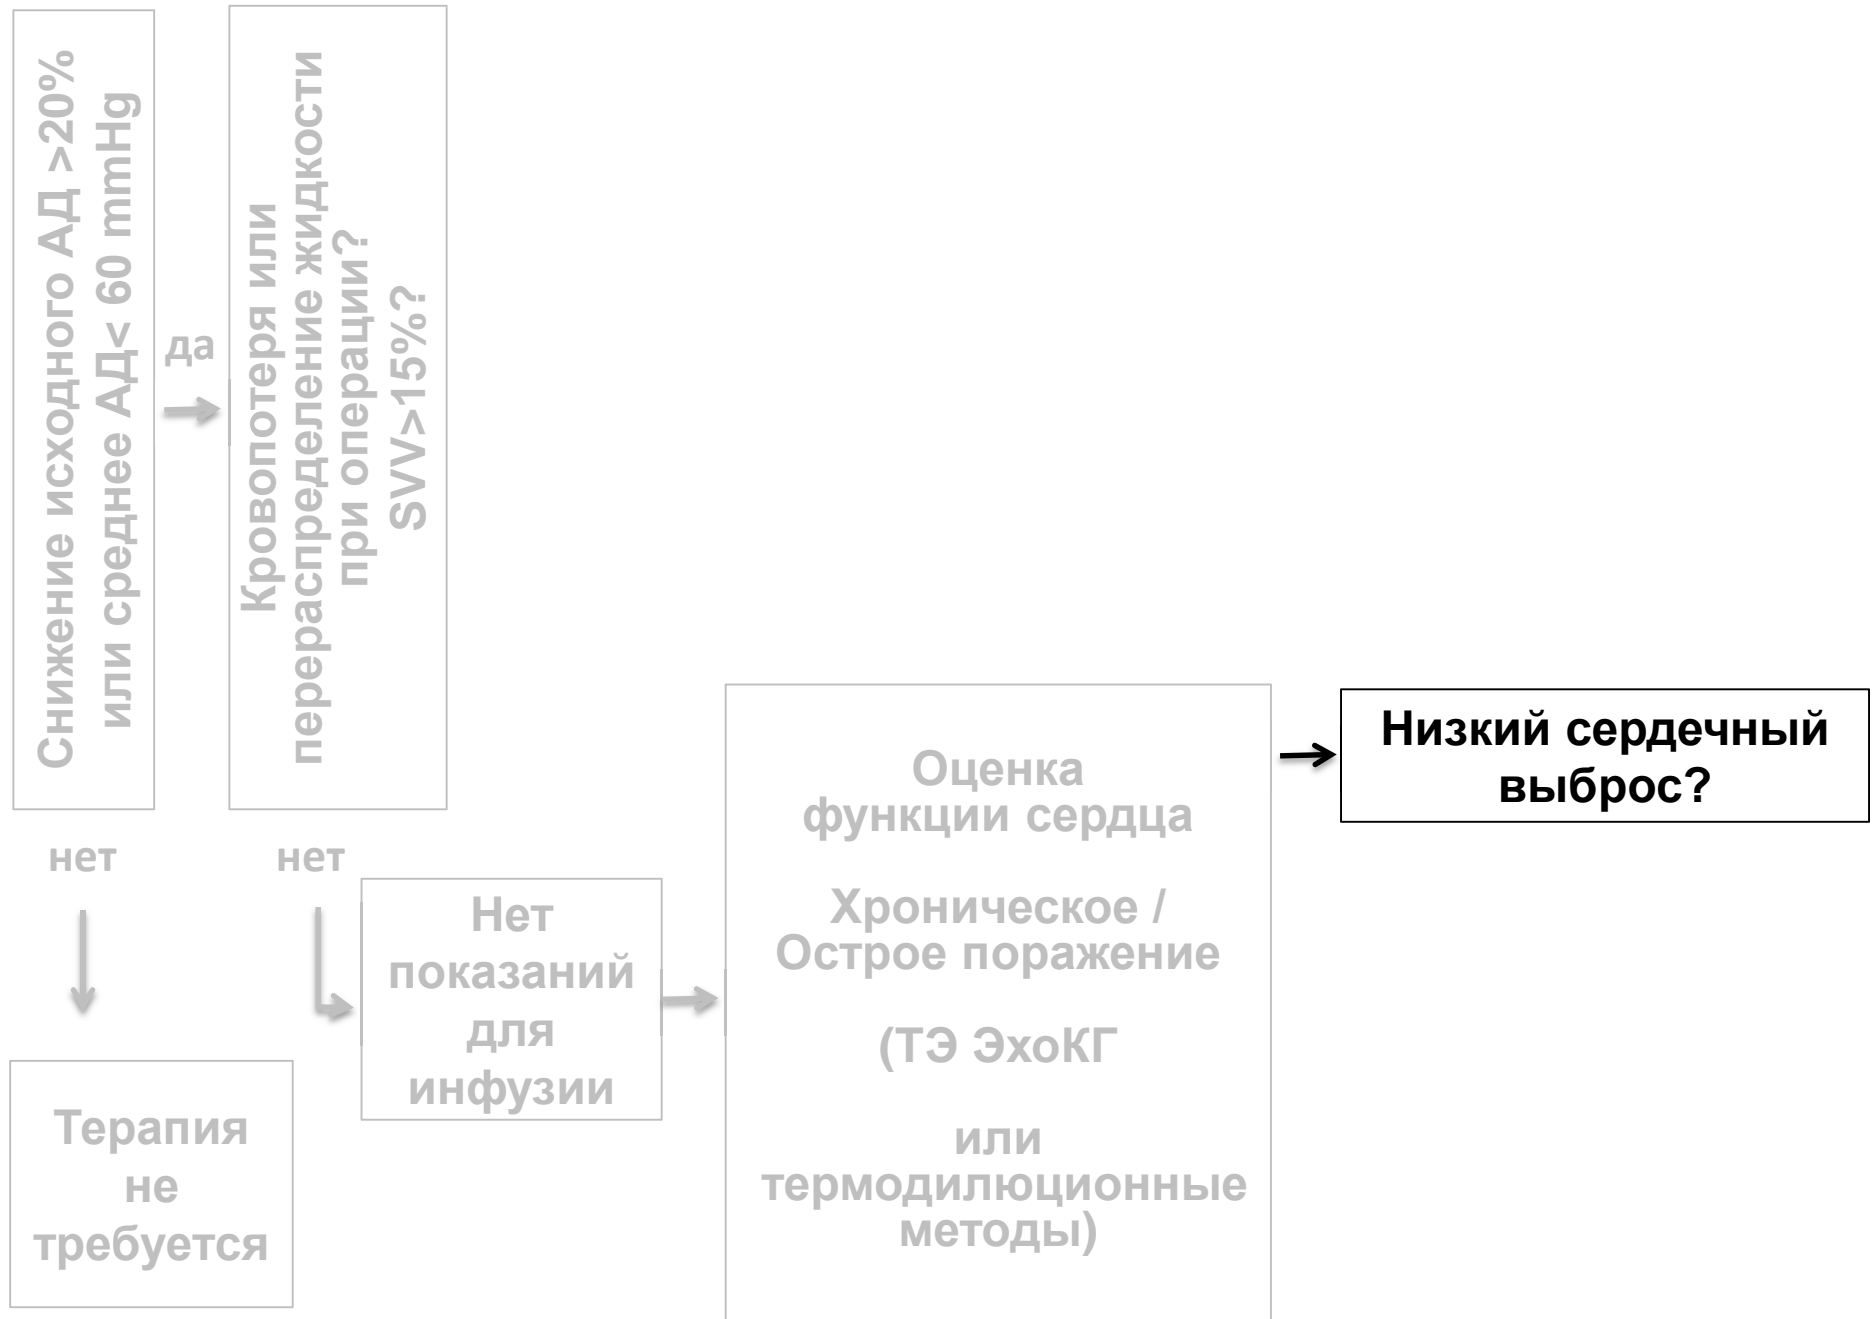 Снижение исходного АД >20%
или среднее АД< 60 mmHg
да
Кровопотеря или
перераспределение жидкости
при операции?
SVV>15%?
нет
нет
Терапия
не
требуется
Нет
показаний
для
инфузии
Оценка
функции сердца
Хроническое /
Острое поражение
(ТЭ ЭхоКГ
или
термодилюционные
методы)
Низкий сердечный
выброс?